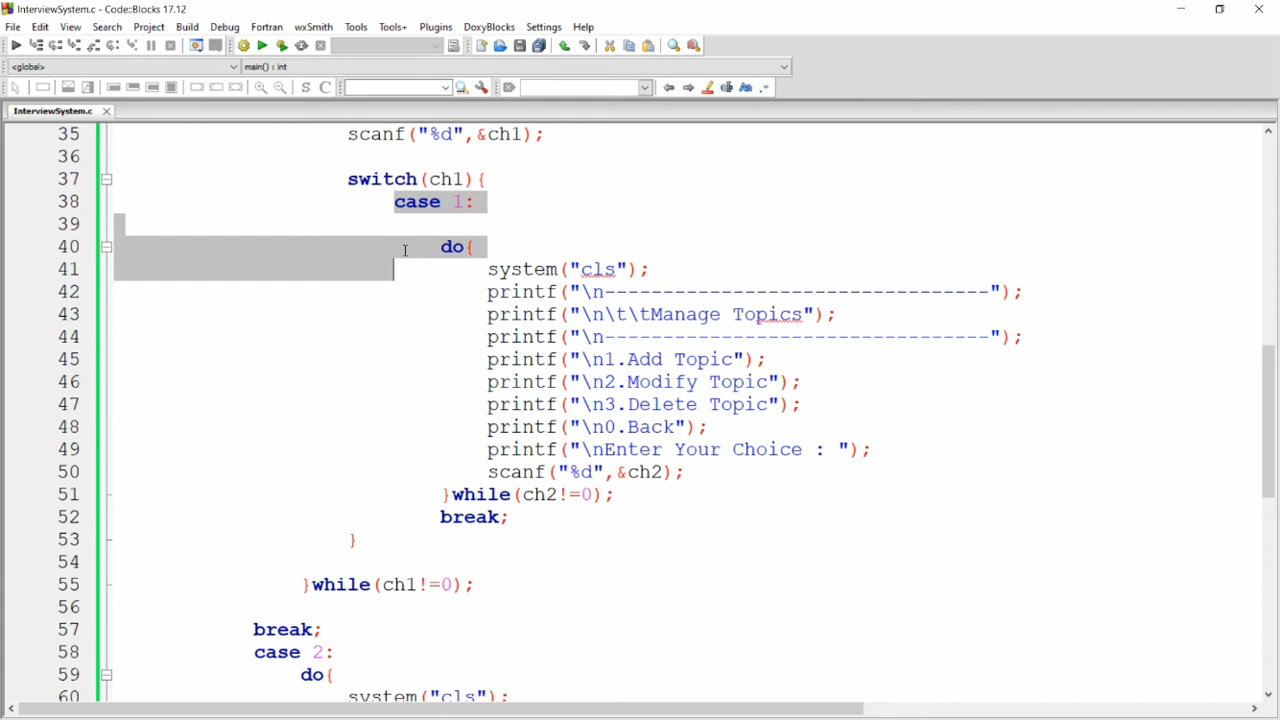 InterviewSystem.c - Code::Blocks 17.12
File Edit View Search Project Build Debug Fortran wxSmith Tools Tools+ Plugins DoxyBlocks Settings Help
<global> main() : int
S C
InterviewSystem.c
35 scanf("%d",&ch1);
36
37 switch(ch1){
38 case 1:
39
40 do{
41 system("cls");
42 printf("\n---------------------------------");
43 printf("\n\t\tManage Topics");
44 printf("\n---------------------------------");
45 printf("\n1.Add Topic");
46 printf("\n2.Modify Topic");
47 printf("\n3.Delete Topic");
48 printf("\n0.Back");
49 printf("\nEnter Your Choice : ");
50 scanf("%d",&ch2);
51 }while(ch2!=0);
52 break;
53 }
54
55 }while(ch1!=0);
56
57 break;
58 case 2:
59 do{
60 system("cls");